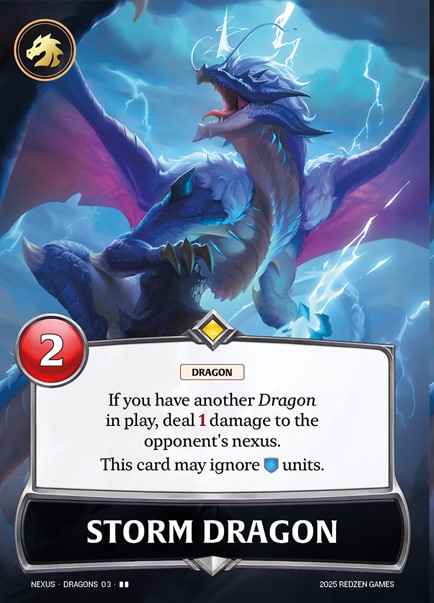 2
DRAGON
If you have another Dragon
in play, deal 1 damage to the
opponent's nexus.
This card may ignore units.
STORM DRAGON
NEXUS · DRAGONS 03 ·
2025 REDZEN GAMES